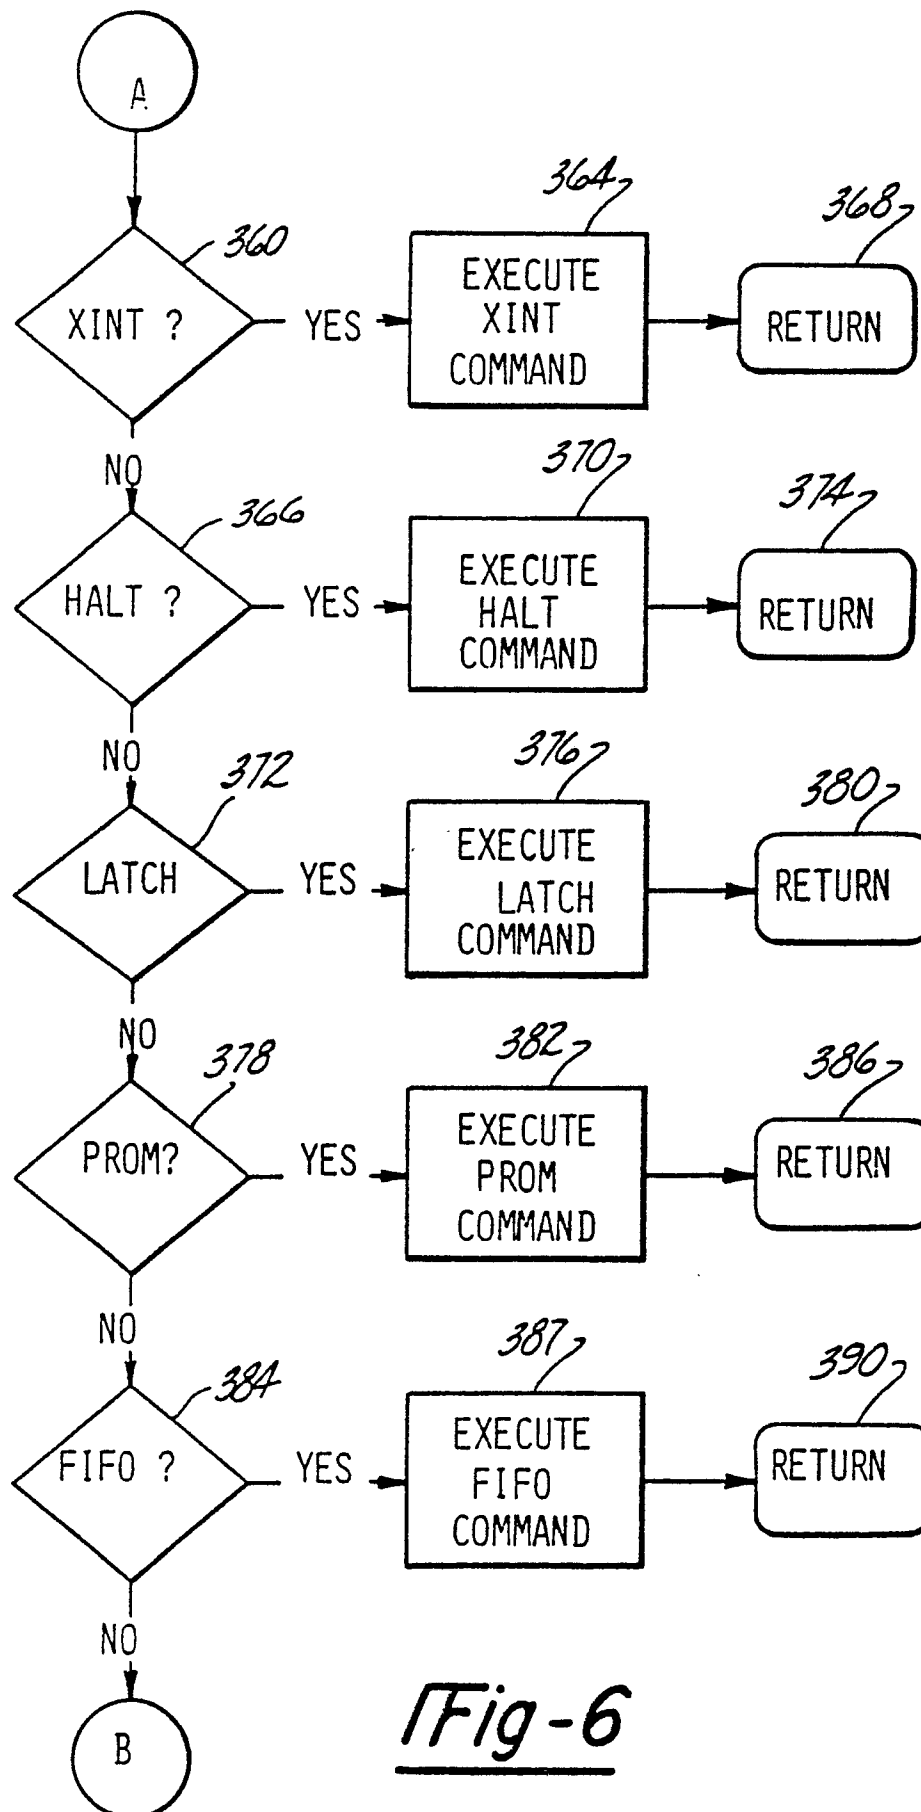 A
364
368
360
XINT ?
YES
EXECUTE
XINT
COMMAND
RETURN
NO
370
374
366
HALT ?
YES
EXECUTE
HALT
COMMAND
RETURN
NO
372
376
380
LATCH
YES
EXECUTE
LATCH
COMMAND
RETURN
NO
378
382
386
PROM?
YES
EXECUTE
PROM
COMMAND
RETURN
NO
384
387
390
FIFO ?
YES
EXECUTE
FIFO
COMMAND
RETURN
NO
B
Fig-6